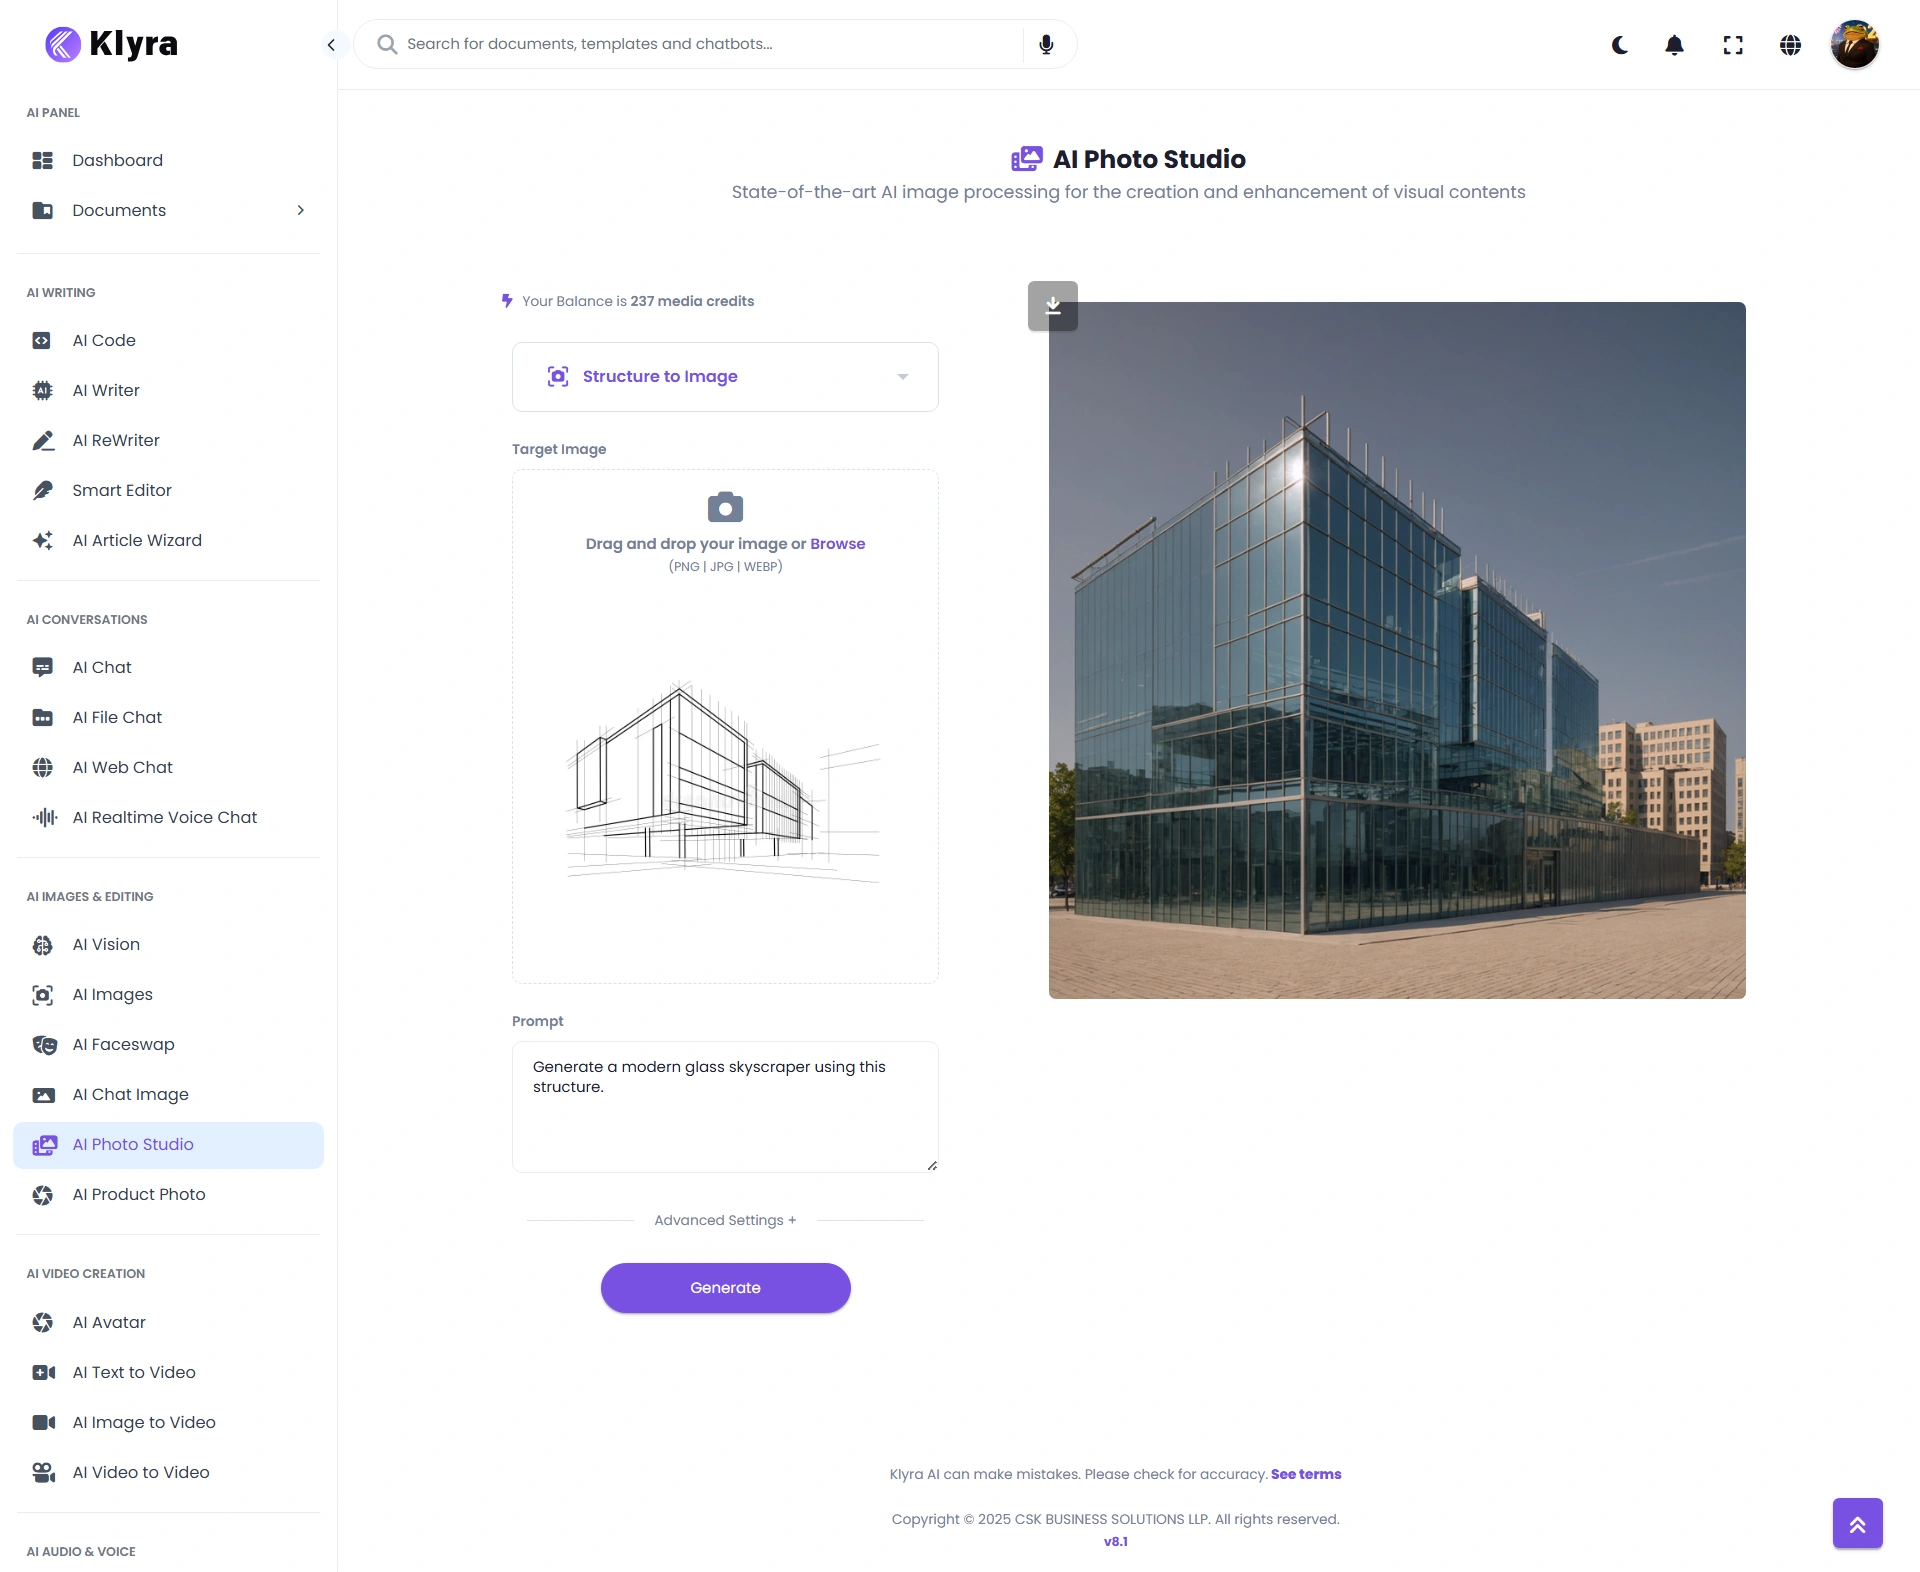 Klyra
Search for documents, templates and chatbots...
AI PANEL
Dashboard
Documents
AI WRITING
AI Code
AI Writer
AI ReWriter
Smart Editor
AI Article Wizard
AI CONVERSATIONS
AI Chat
AI File Chat
AI Web Chat
AI Realtime Voice Chat
AI IMAGES & EDITING
AI Vision
AI Images
AI Faceswap
AI Chat Image
AI Photo Studio
AI Product Photo
AI VIDEO CREATION
AI Avatar
AI Text to Video
AI Image to Video
AI Video to Video
AI AUDIO & VOICE
AI Photo Studio
State-of-the-art AI image processing for the creation and enhancement of visual contents
Your Balance is 237 media credits
Structure to Image
Target Image
Drag and drop your image or Browse
(PNG | JPG | WEBP)
Prompt
Generate a modern glass skyscraper using this
structure.
Advanced Settings +
Generate
Klyra AI can make mistakes. Please check for accuracy. See terms
Copyright © 2025 CSK BUSINESS SOLUTIONS LLP. All rights reserved.
v8.1